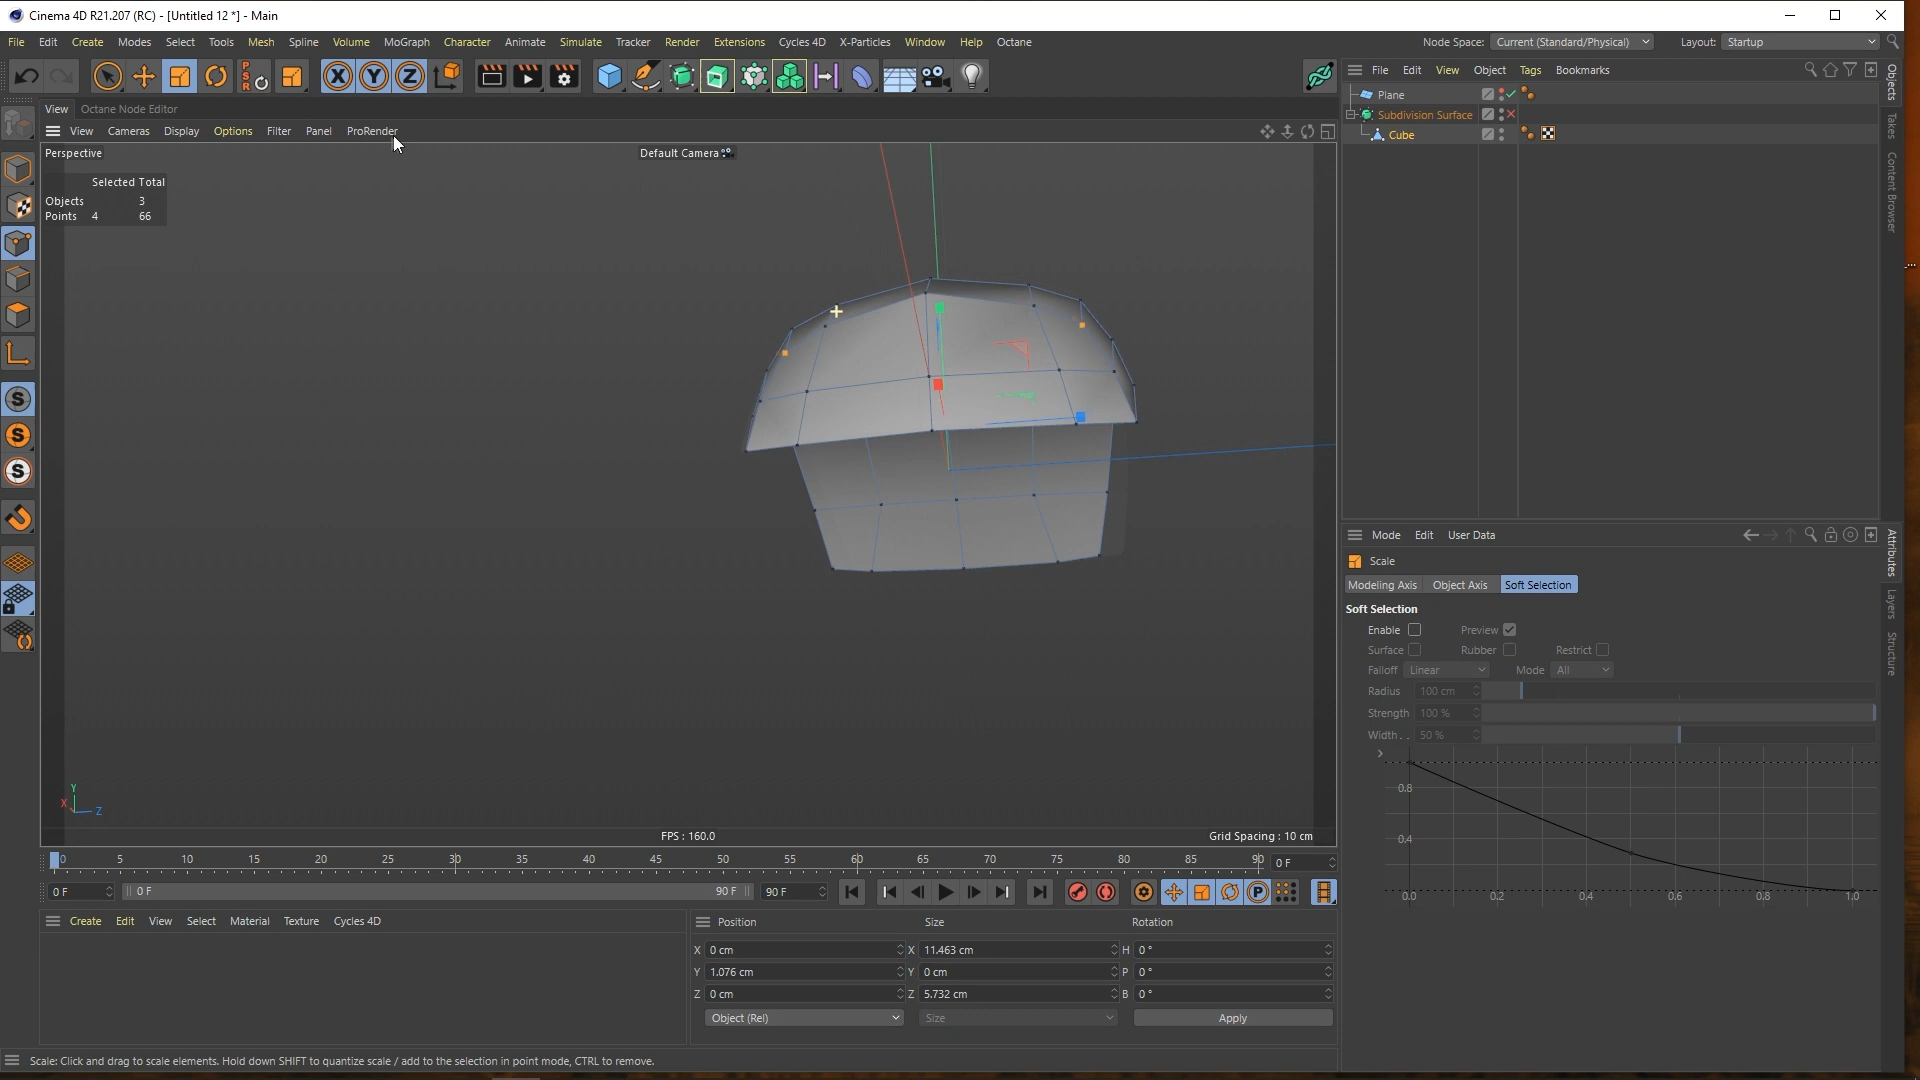 Cinema 4D R21.207 (RC) - [Untitled 12 *] - Main
File Edit Create Modes Select Tools Mesh Spline Volume MoGraph Character Animate Simulate Tracker Render Extensions Cycles 4D X-Particles Window Help Octane
Node Space: Current (Standard/Physical) Layout: Startup
View Octane Node Editor
View Cameras Display Options Filter Panel ProRender
Perspective
Default Camera
Selected Total
Objects 3
Points 4 66
X Y Z
P
S
R
S
S
S
Y
X
Z
FPS : 160.0
Grid Spacing : 10 cm
0 5 10 15 20 25 30 35 40 45 50 55 60 65 70 75 80 85 90 0 F
0 F 0 F 90 F 90 F
P
Create Edit View Select Material Texture Cycles 4D
Position Size Rotation
X 0 cm X 11.463 cm H 0 °
Y 1.076 cm Y 0 cm P 0 °
Z 0 cm Z 5.732 cm B 0 °
Object (Rel) Size Apply
Scale: Click and drag to scale elements. Hold down SHIFT to quantize scale / add to the selection in point mode, CTRL to remove.
File Edit View Object Tags Bookmarks
Plane
Subdivision Surface
Cube
Objects
Takes
Content Browser
Mode Edit User Data
Scale
Modeling Axis Object Axis Soft Selection
Soft Selection
Enable Preview
Surface Rubber Restrict
Falloff Linear Mode All
Radius 100 cm
Strength 100 %
Width . . 50 %
0.8
0.4
0.0 0.2 0.4 0.6 0.8 1.0
Attributes
Layers
Structure